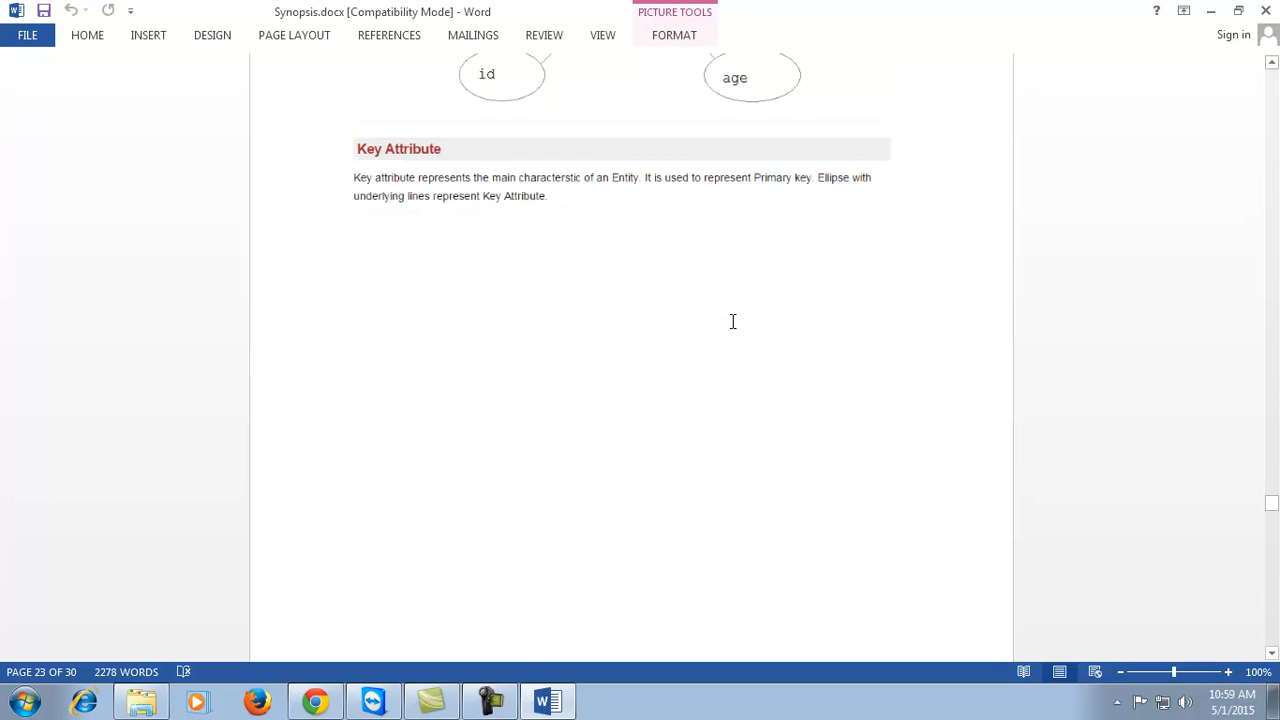 Synopsis.docx [Compatibility Mode] - Word
PICTURE TOOLS
?
FILE
HOME
INSERT
DESIGN
PAGE LAYOUT
REFERENCES
MAILINGS
REVIEW
VIEW
FORMAT
Sign in
id
age
Key Attribute
Key attribute represents the main characterstic of an Entity. It is used to represent Primary key. Ellipse with
underlying lines represent Key Attribute.
PAGE 23 OF 30
2278 WORDS
100%
10:59 AM
5/1/2015